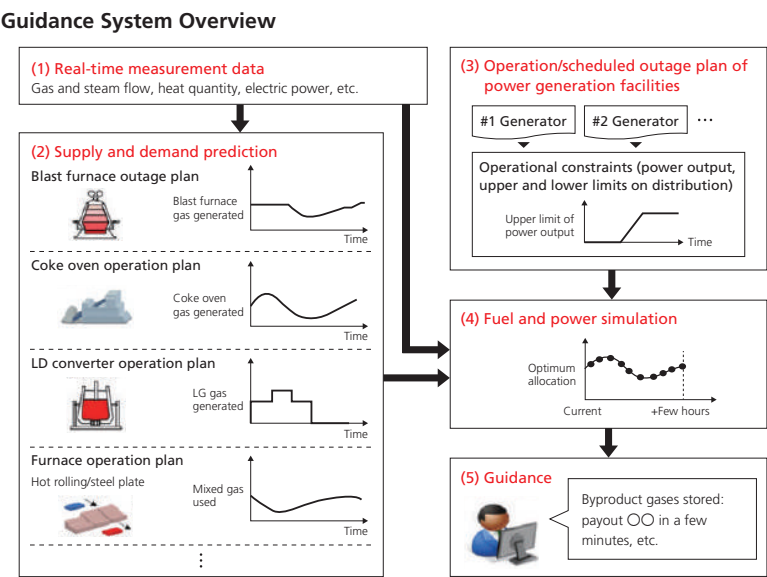 Guidance System Overview
(1) Real-time measurement data
Gas and steam flow, heat quantity, electric power, etc.
(2) Supply and demand prediction
Blast furnace outage plan
Blast furnace
gas generated
Time
Coke oven operation plan
Coke oven
gas generated
Time
LD converter operation plan
LG gas
generated
Time
Furnace operation plan
Hot rolling/steel plate
Mixed gas
used
Time
⋮
(3) Operation/scheduled outage plan of
power generation facilities
#1 Generator
#2 Generator
⋯
Operational constraints (power output,
upper and lower limits on distribution)
Upper limit of
power output
Time
(4) Fuel and power simulation
Optimum
allocation
Current
+Few hours
(5) Guidance
Byproduct gases stored:
payout ○○ in a few
minutes, etc.